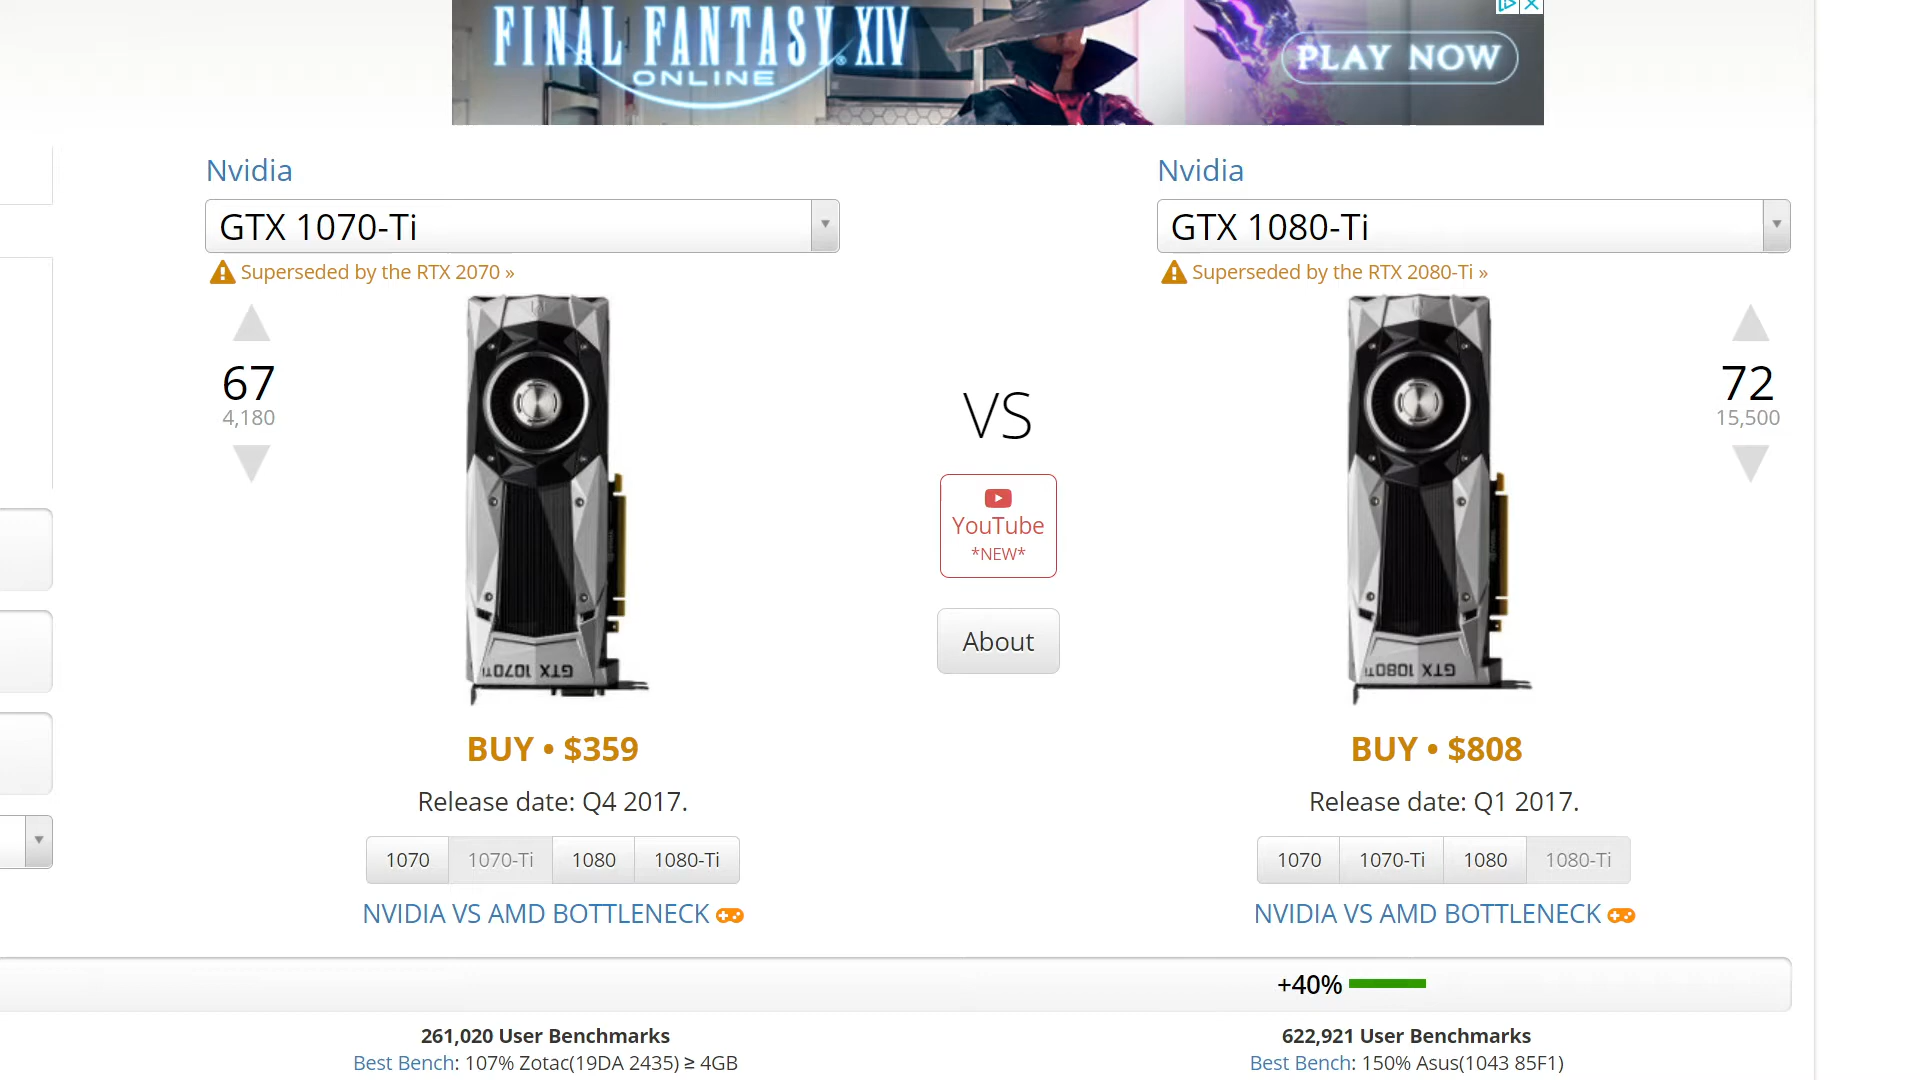 FINAL FANTASY XIV
ONLINE
PLAY NOW
Nvidia
GTX 1070-Ti
Superseded by the RTX 2070 »
67
4,180
GTX 1070Ti
BUY • $359
Release date: Q4 2017.
1070 1070-Ti 1080 1080-Ti
NVIDIA VS AMD BOTTLENECK
VS
YouTube
*NEW*
About
Nvidia
GTX 1080-Ti
Superseded by the RTX 2080-Ti »
72
15,500
GTX 1080Ti
BUY • $808
Release date: Q1 2017.
1070 1070-Ti 1080 1080-Ti
NVIDIA VS AMD BOTTLENECK
+40%
261,020 User Benchmarks
Best Bench: 107% Zotac(19DA 2435) ≥ 4GB
622,921 User Benchmarks
Best Bench: 150% Asus(1043 85F1)